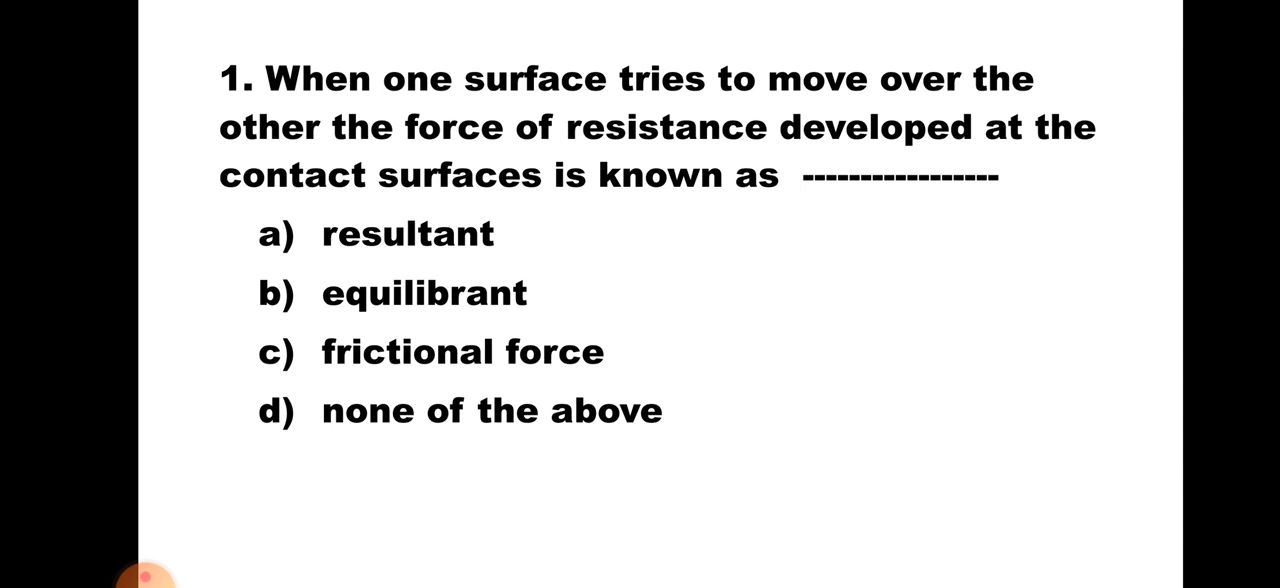 1. When one surface tries to move over the
other the force of resistance developed at the
contact surfaces is known as -----------------
a) resultant
b) equilibrant
c) frictional force
d) none of the above